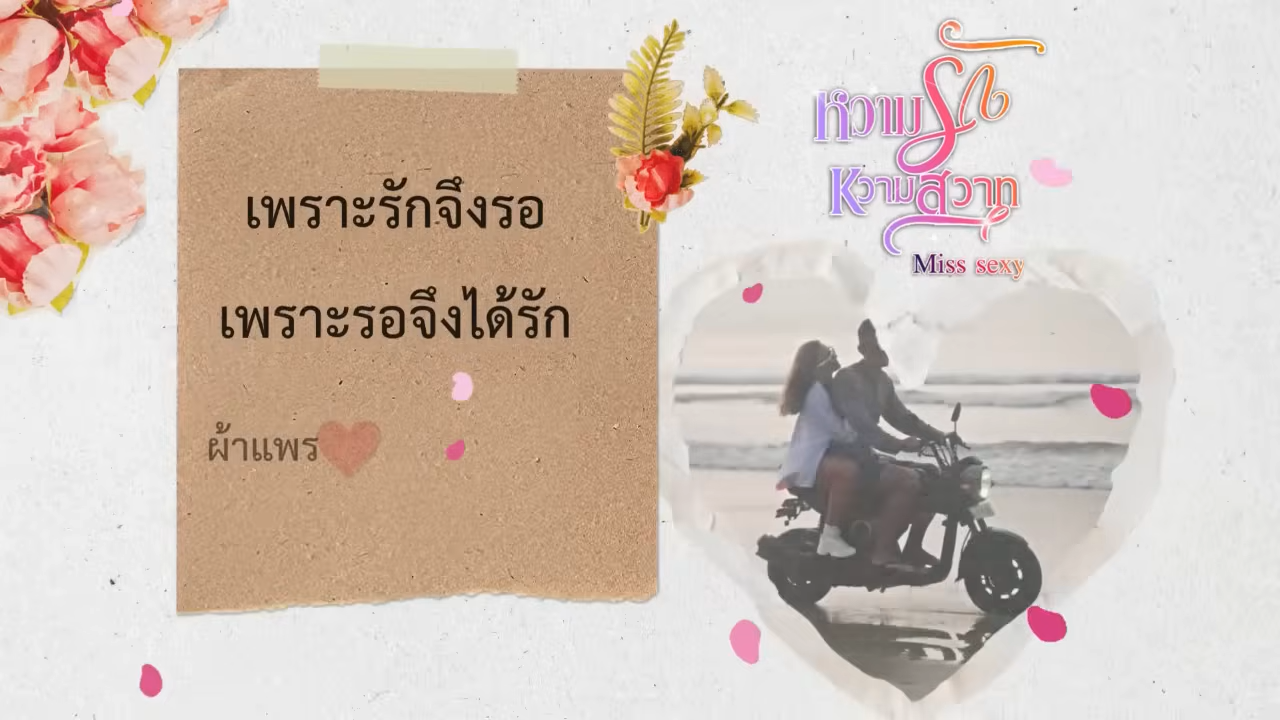 เพราะรักจึงรอ
เพราะรอจึงได้รัก
ผ้าแพร
หวามรัก
ความสวาท
Miss sexy